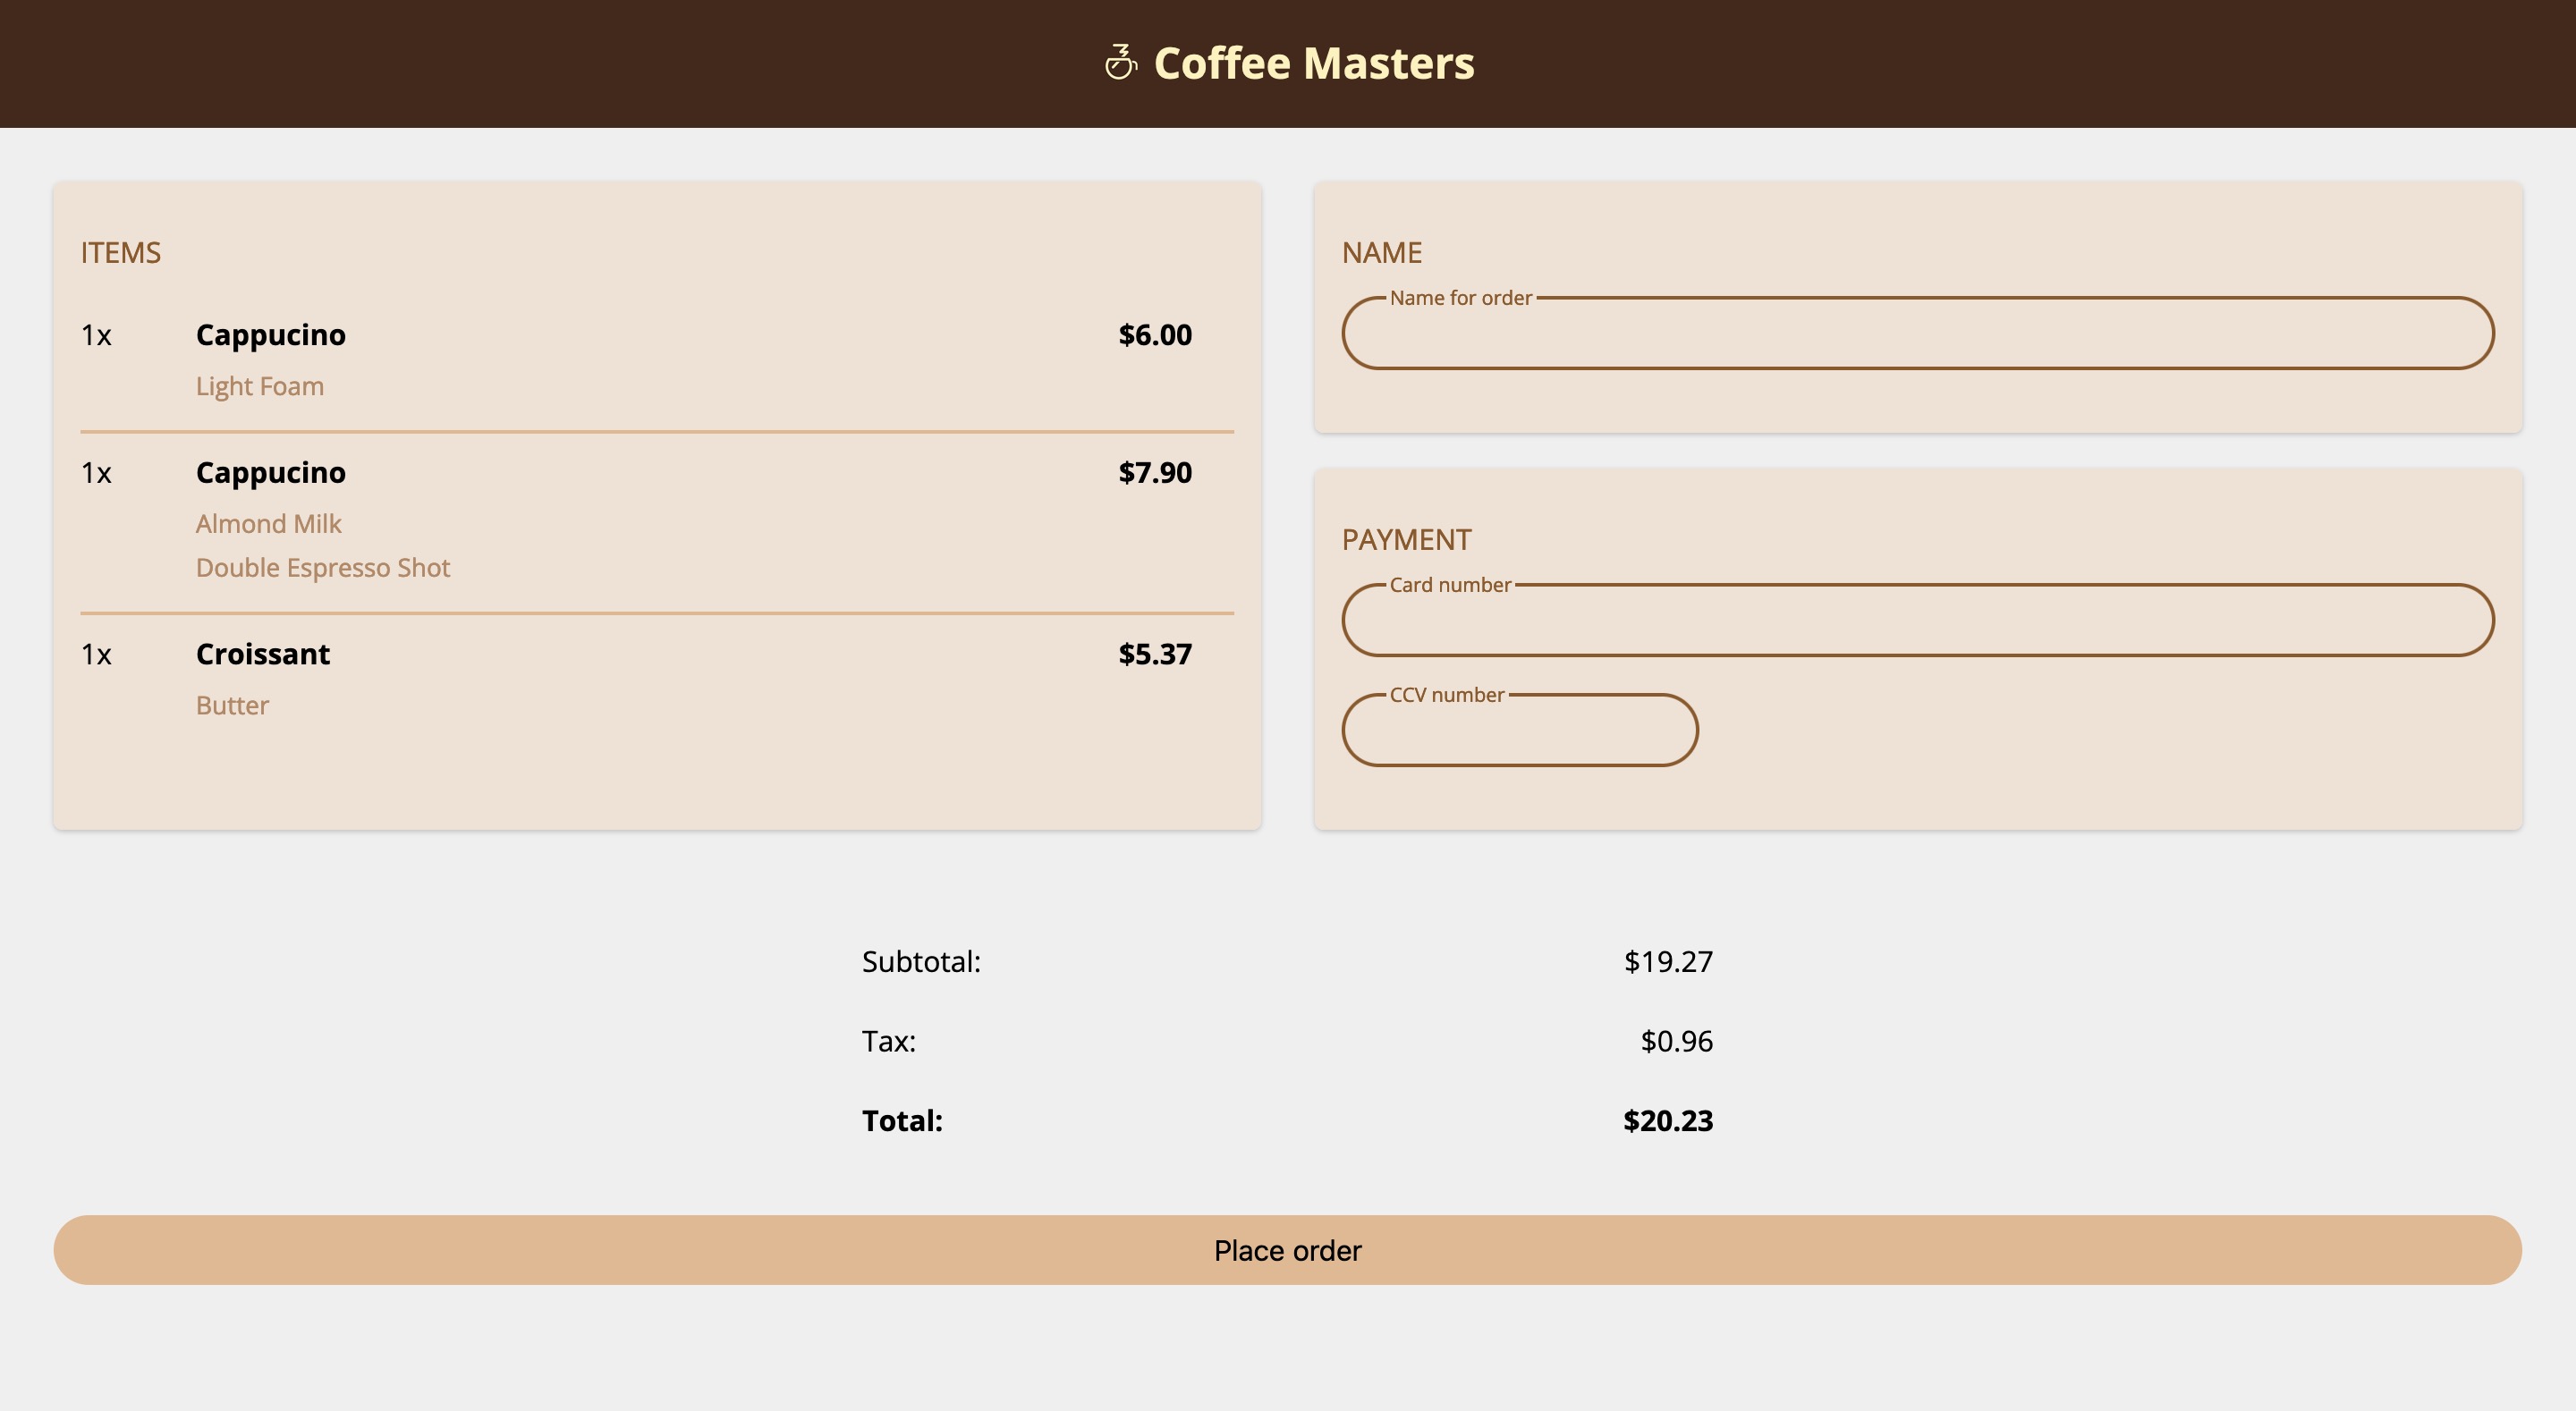 Coffee Masters
ITEMS
1x Cappucino $6.00
Light Foam
1x Cappucino $7.90
Almond Milk
Double Espresso Shot
1x Croissant $5.37
Butter
NAME
Name for order
PAYMENT
Card number
CCV number
Subtotal: $19.27
Tax: $0.96
Total: $20.23
Place order